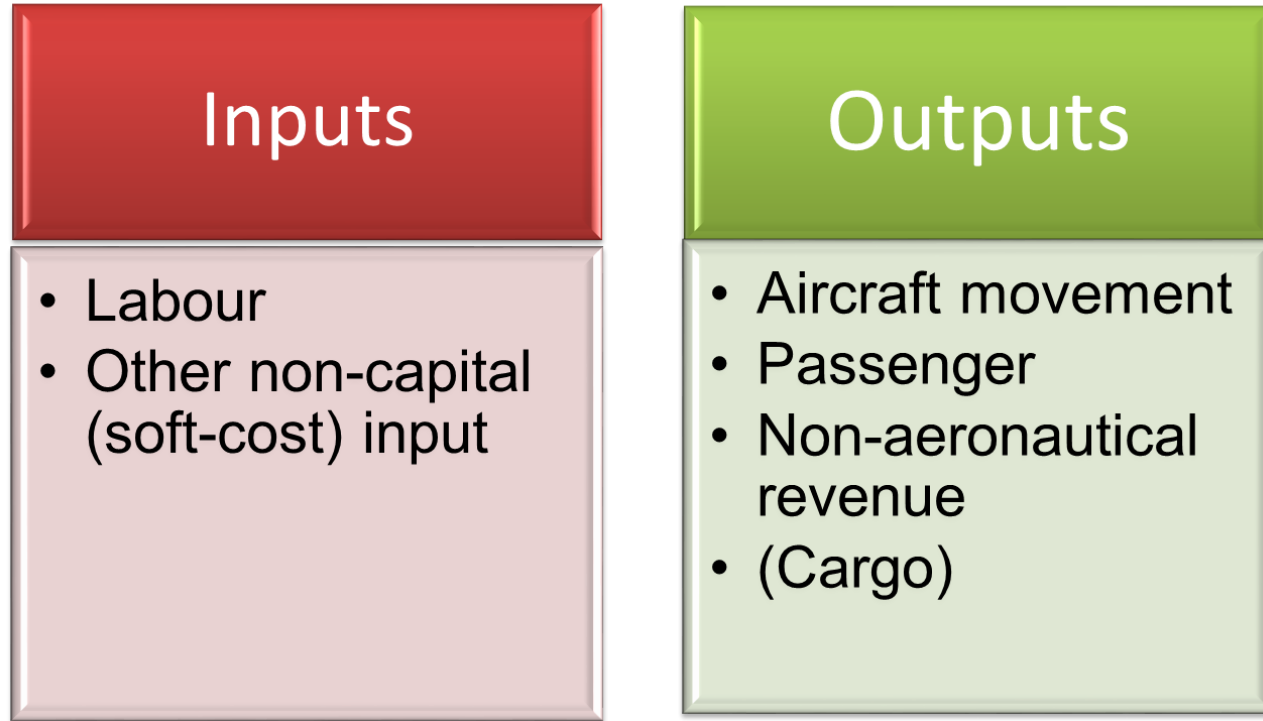 Inputs
• Labour
• Other non-capital
(soft-cost) input
Outputs
• Aircraft movement
• Passenger
• Non-aeronautical
revenue
• (Cargo)